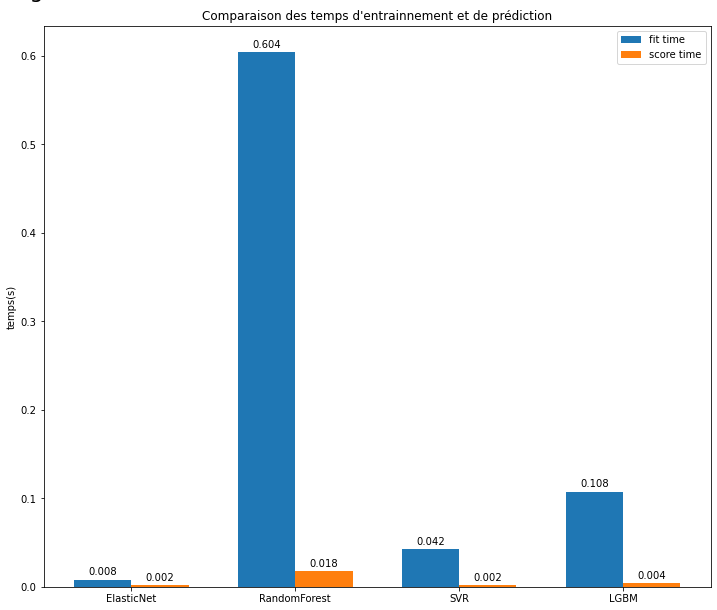 Comparaison des temps d'entrainnement et de prédiction
fit time
score time
temps(s)
0.6
0.5
0.4
0.3
0.2
0.1
0.0
0.008
0.002
0.604
0.018
0.042
0.002
0.108
0.004
ElasticNet
RandomForest
SVR
LGBM